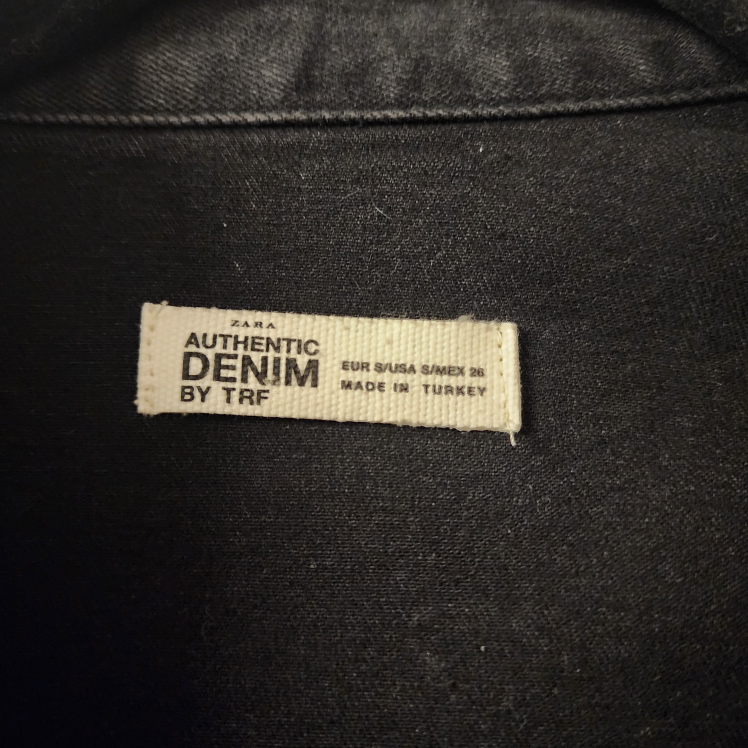 ZARA
AUTHENTIC
DENIM
BY TRF
EUR S/USA S/MEX 26
MADE IN TURKEY